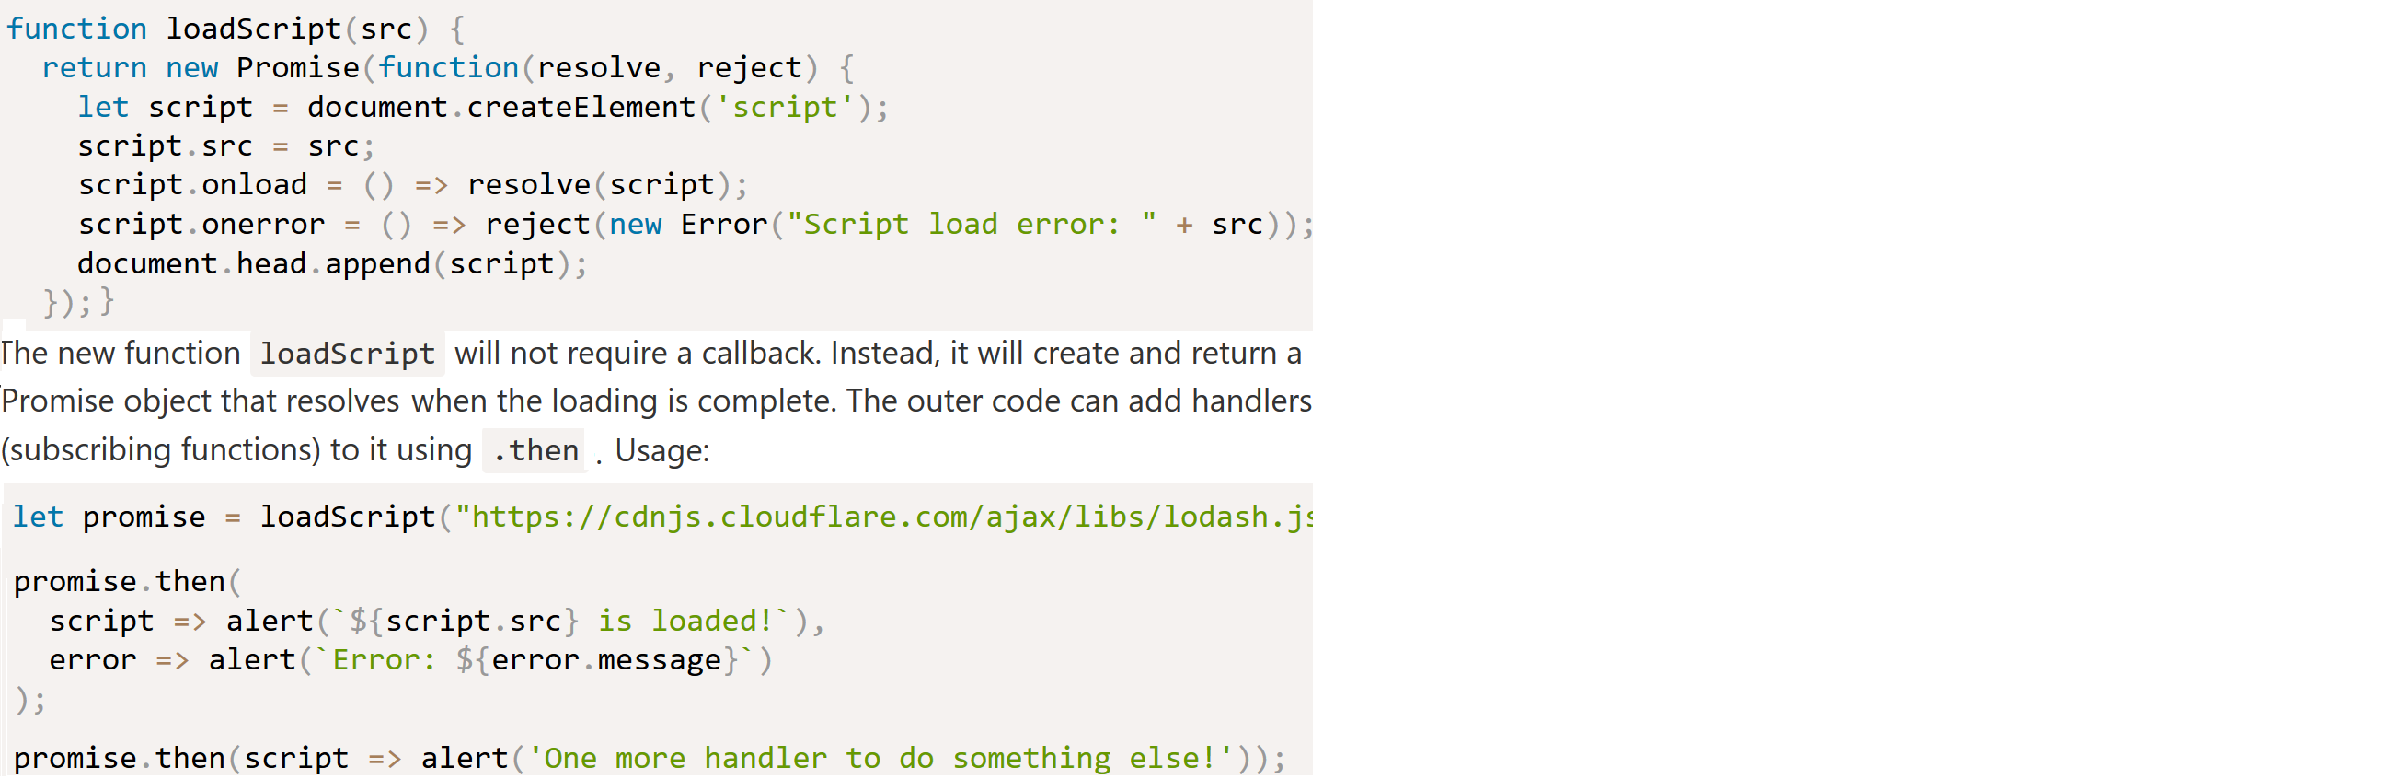 function loadScript(src) {
  return new Promise(function(resolve, reject) {
    let script = document.createElement('script');
    script.src = src;
    script.onload = () => resolve(script);
    script.onerror = () => reject(new Error("Script load error: " + src));
    document.head.append(script);
  });}
The new function loadScript will not require a callback. Instead, it will create and return a
Promise object that resolves when the loading is complete. The outer code can add handlers
(subscribing functions) to it using .then . Usage:
let promise = loadScript("https://cdnjs.cloudflare.com/ajax/libs/lodash.js
promise.then(
  script => alert(`${script.src} is loaded!`),
  error => alert(`Error: ${error.message}`)
);
promise.then(script => alert('One more handler to do something else!'));